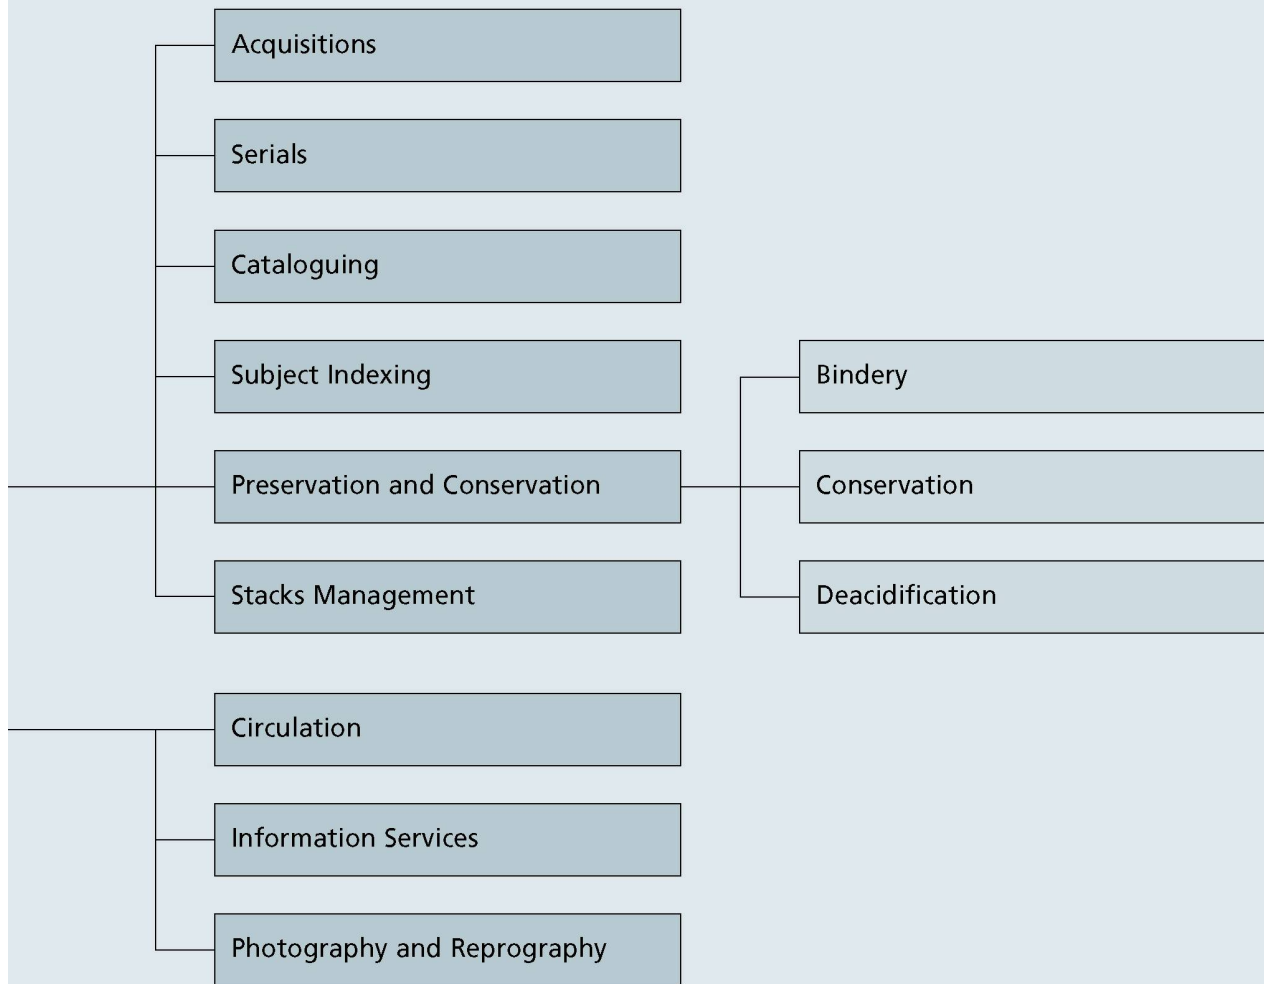 Acquisitions
Serials
Cataloguing
Subject Indexing
Preservation and Conservation
Stacks Management
Bindery
Conservation
Deacidification
Circulation
Information Services
Photography and Reprography